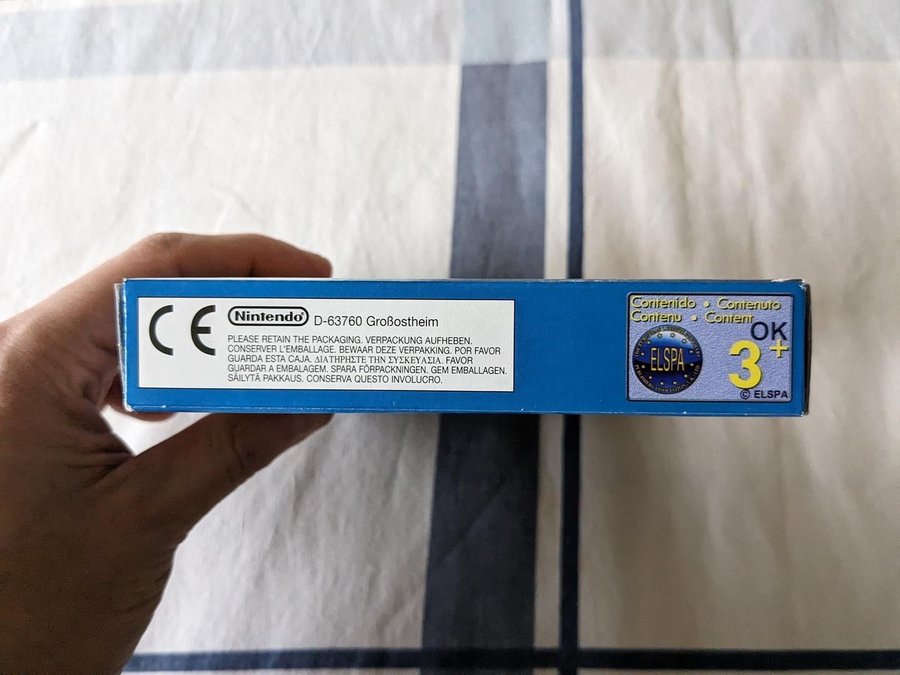 CE
Nintendo® D-63760 Großostheim
PLEASE RETAIN THE PACKAGING. VERPACKUNG AUFHEBEN.
CONSERVER L'EMBALLAGE. BEWAAR DEZE VERPAKKING. POR FAVOR
GUARDA ESTA CAJA. ΔΙΑΤΗΡΗΣΤΕ ΤΗΝ ΣΥΣΚΕΥΑΣΙΑ. FAVOR
GUARDAR A EMBALAGEM. SPARA FÖRPACKNINGEN. GEM EMBALLAGEN.
SÄILYTÄ PAKKAUS. CONSERVA QUESTO INVOLUCRO.
Contenido • Contenuto
Contenu • Content
ELSPA
OK
3+
© ELSPA